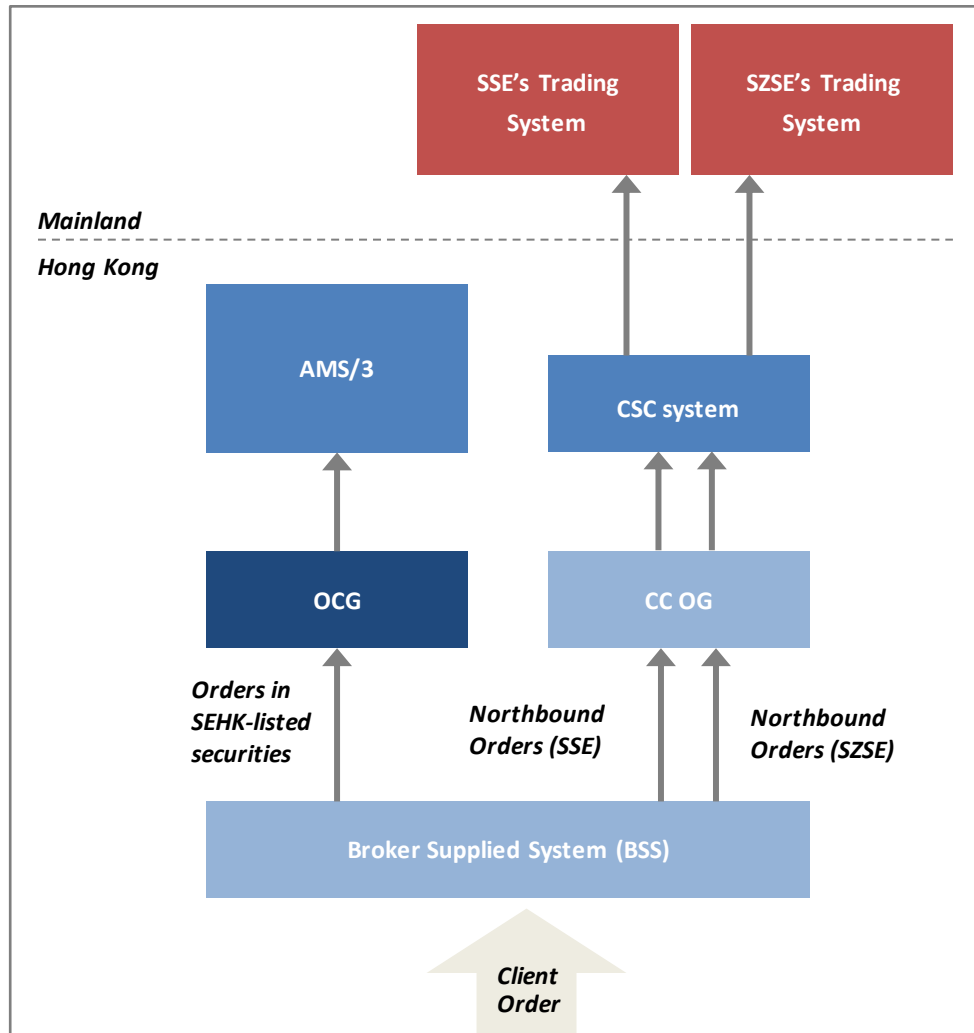 SSE's Trading
System
SZSE's Trading
System
Mainland
Hong Kong
AMS/3
CSC system
OCG
CC OG
Orders in
SEHK-listed
securities
Northbound
Orders (SSE)
Northbound
Orders (SZSE)
Broker Supplied System (BSS)
Client
Order